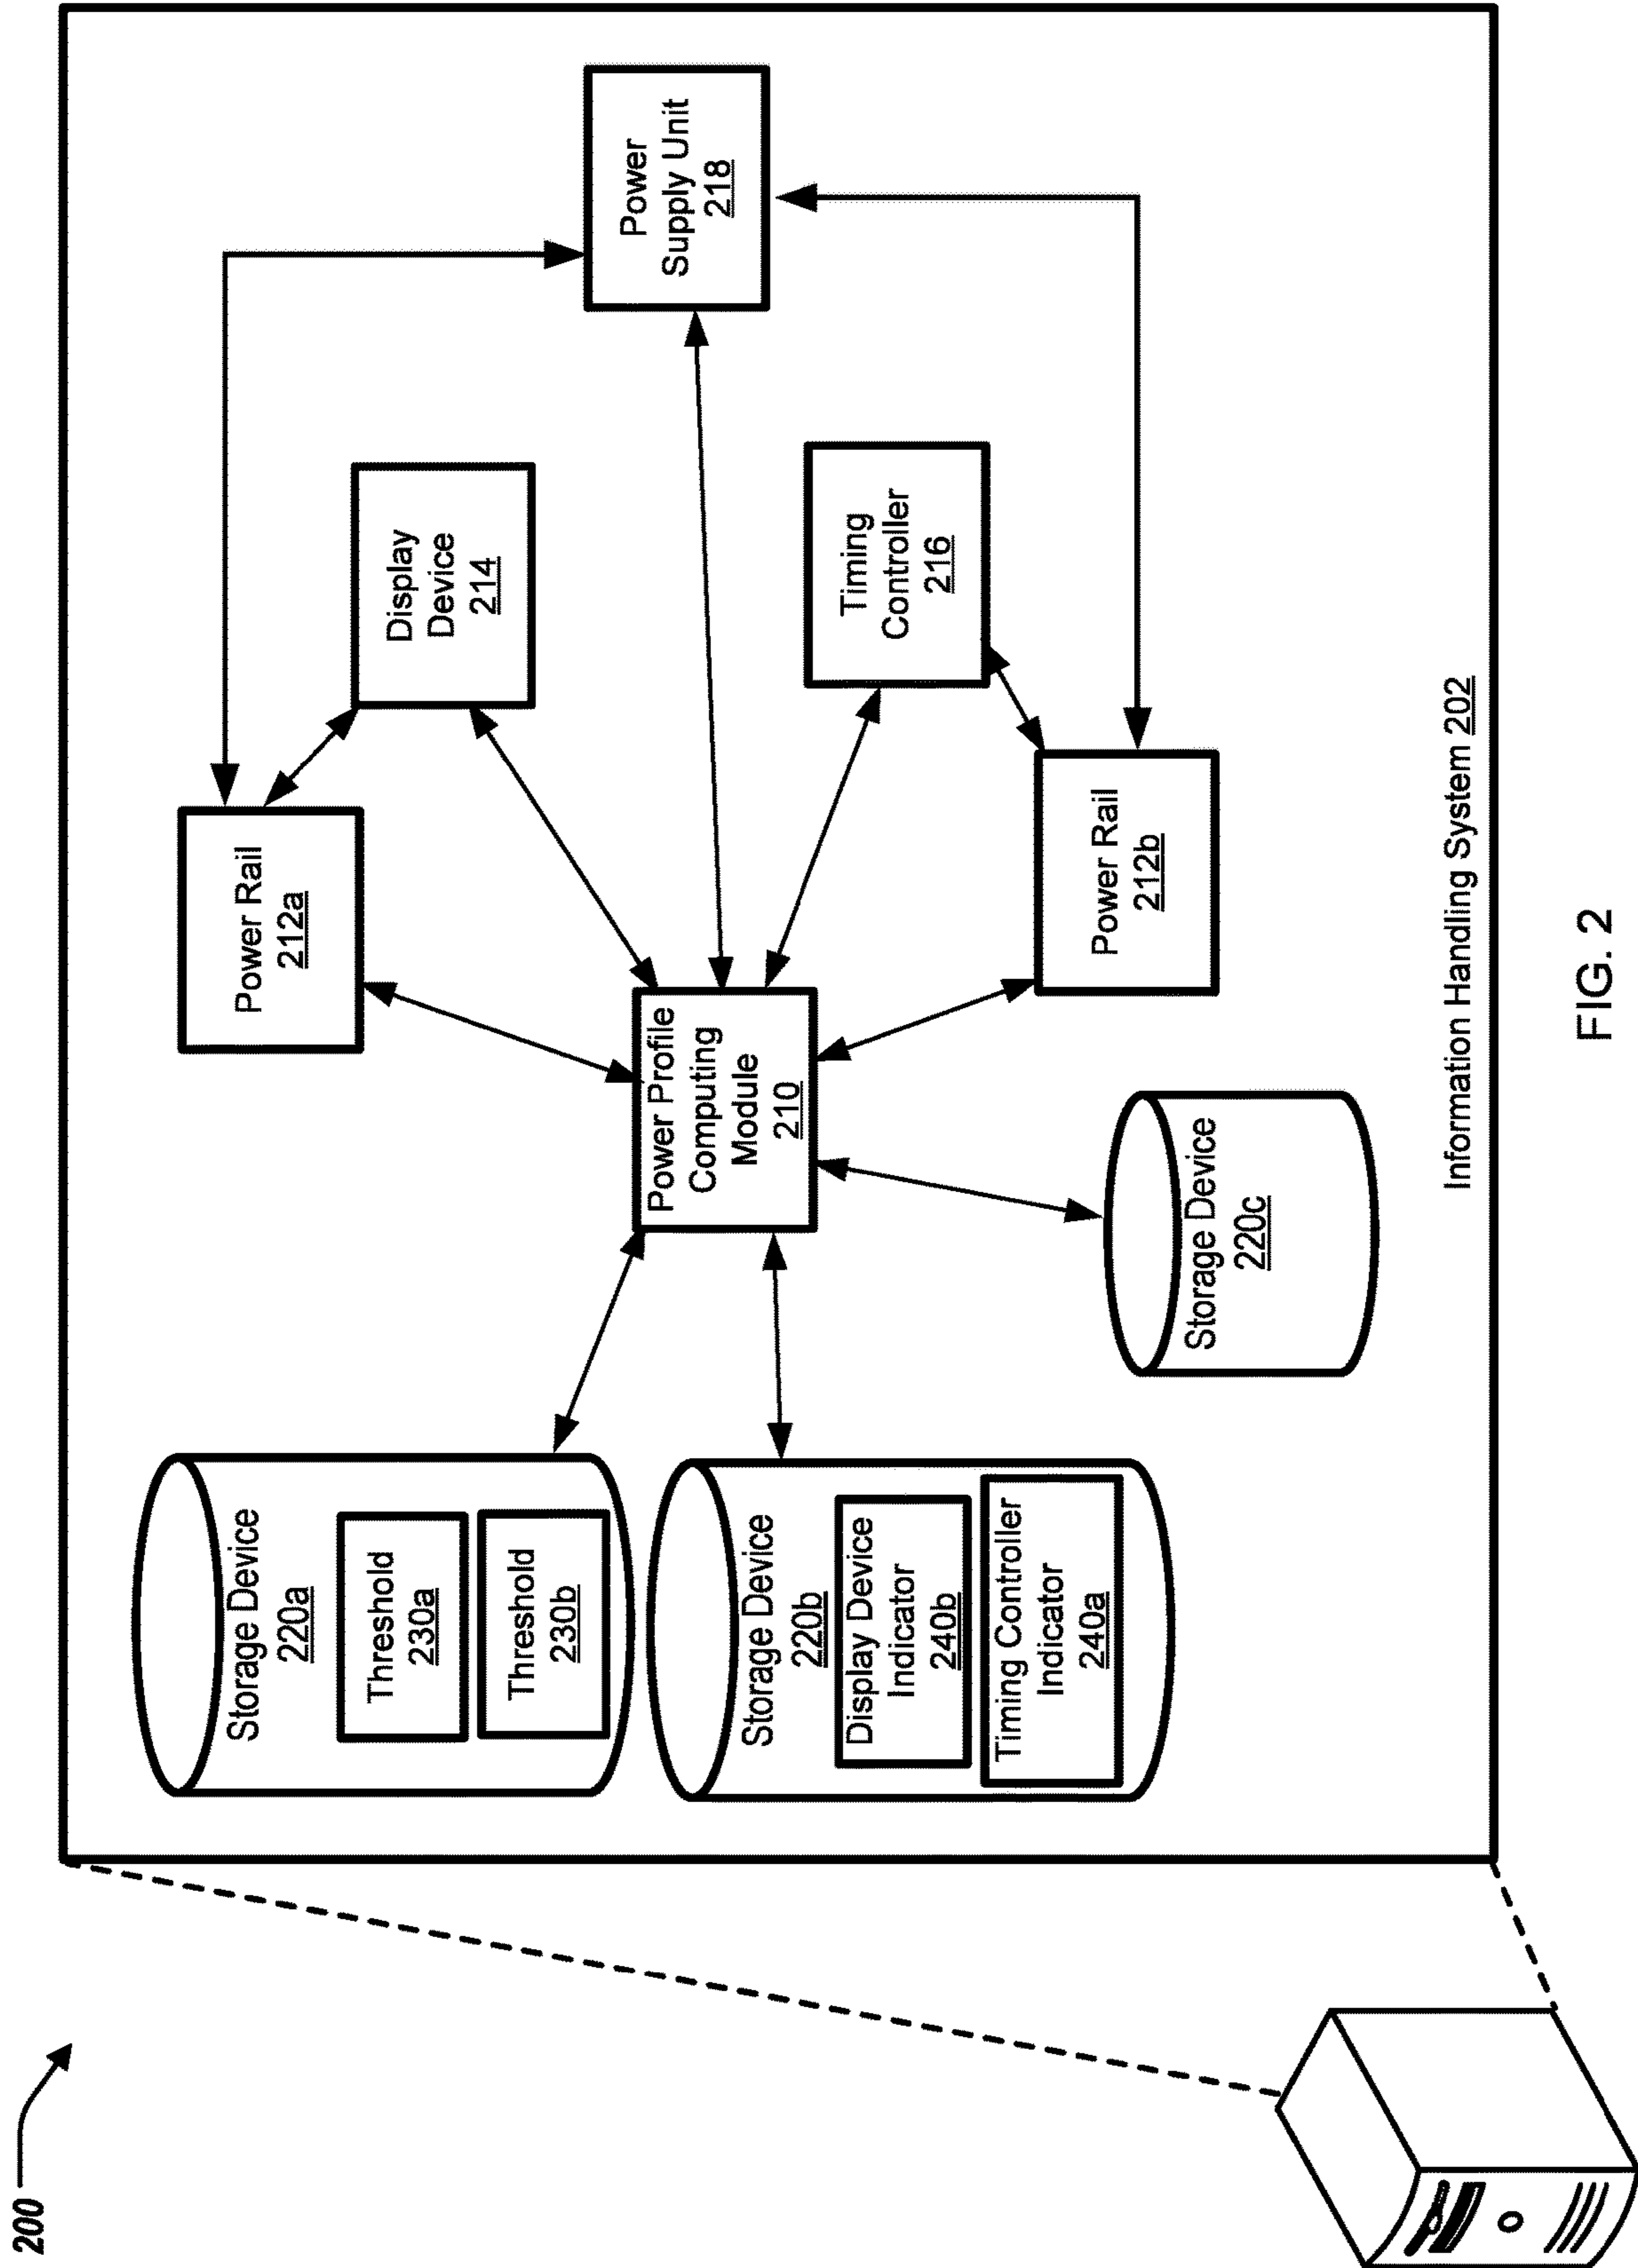 200
Storage Device
220a
Threshold
230a
Threshold
230b
Storage Device
220b
Display Device
Indicator
240b
Timing Controller
Indicator
240a
Storage Device
220c
Power Profile
Computing
Module
210
Power Rail
212a
Display
Device
214
Power
Supply Unit
218
Timing
Controller
216
Power Rail
212b
Information Handling System 202
FIG. 2